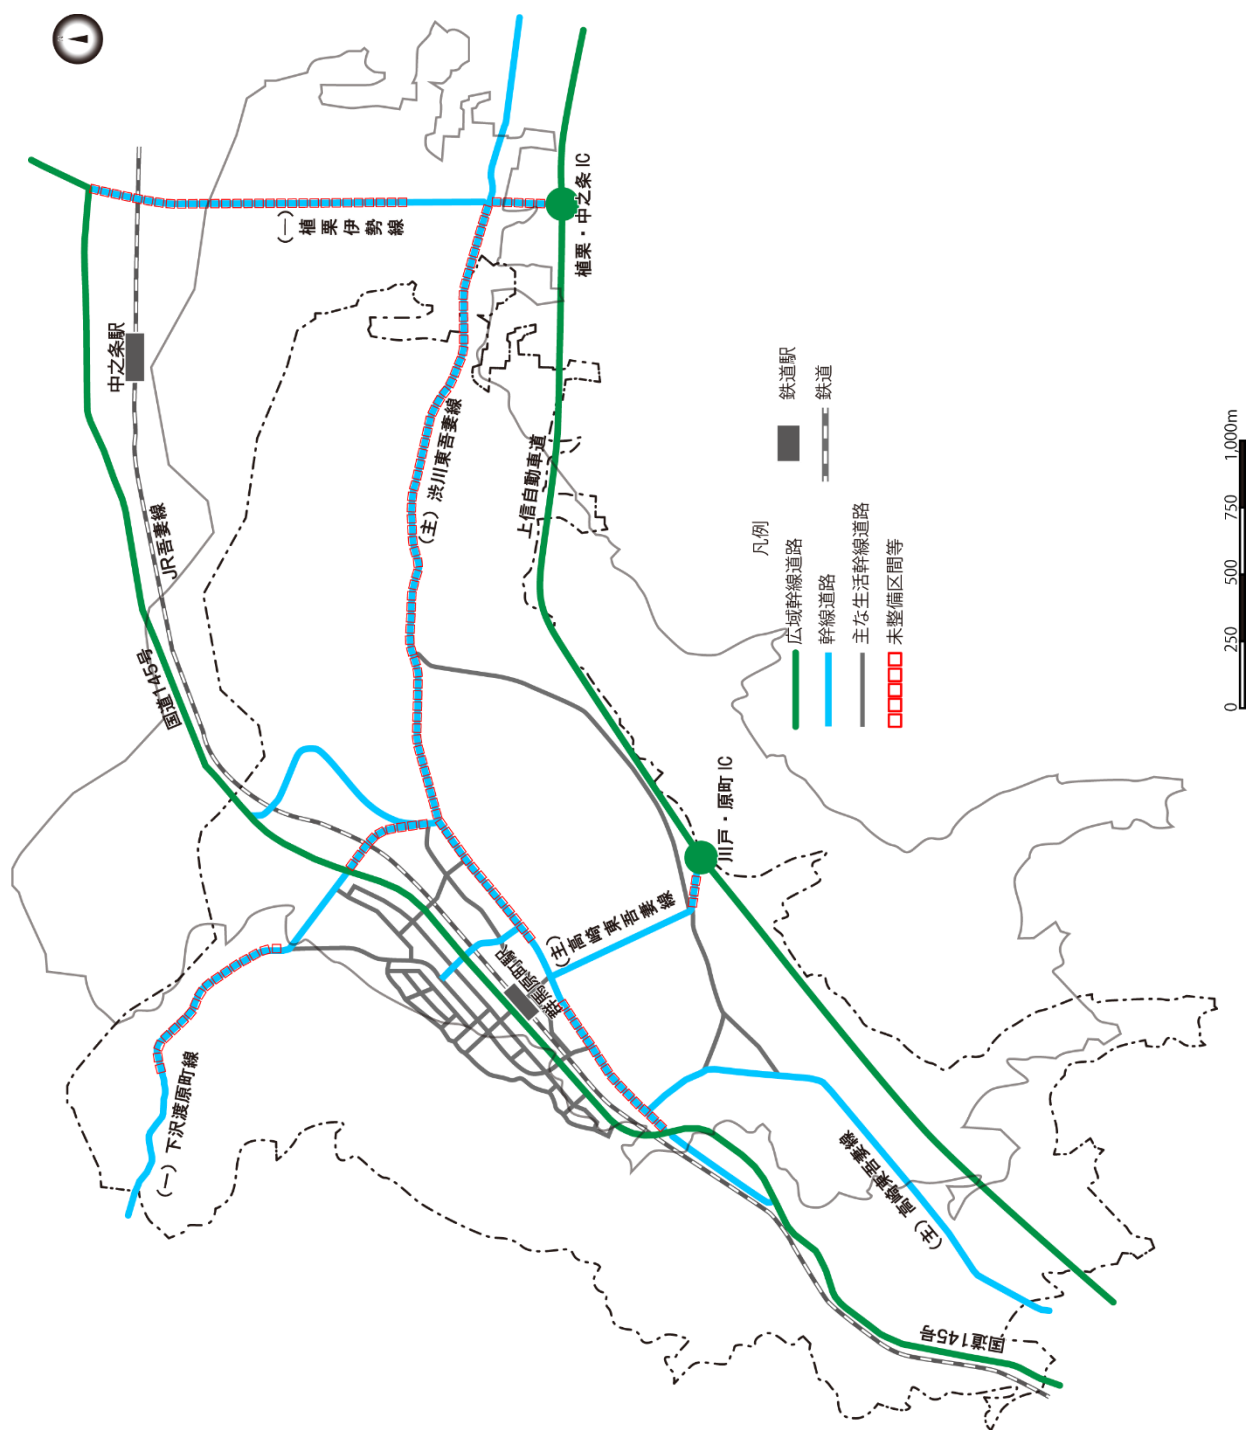 中之条駅
JR吾妻線
国道145号
(一)植栗伊勢線
植栗・中之条 IC
(主)渋川東吾妻線
上信自動車道
川戸・原町 IC
(主)高崎東吾妻線
群馬原町駅
(一)下沢渡原町線
(主)高崎東吾妻線
国道145号
凡例
広域幹線道路
幹線道路
主な生活幹線道路
未整備区間等
鉄道駅
鉄道
0 250 500 750 1,000m